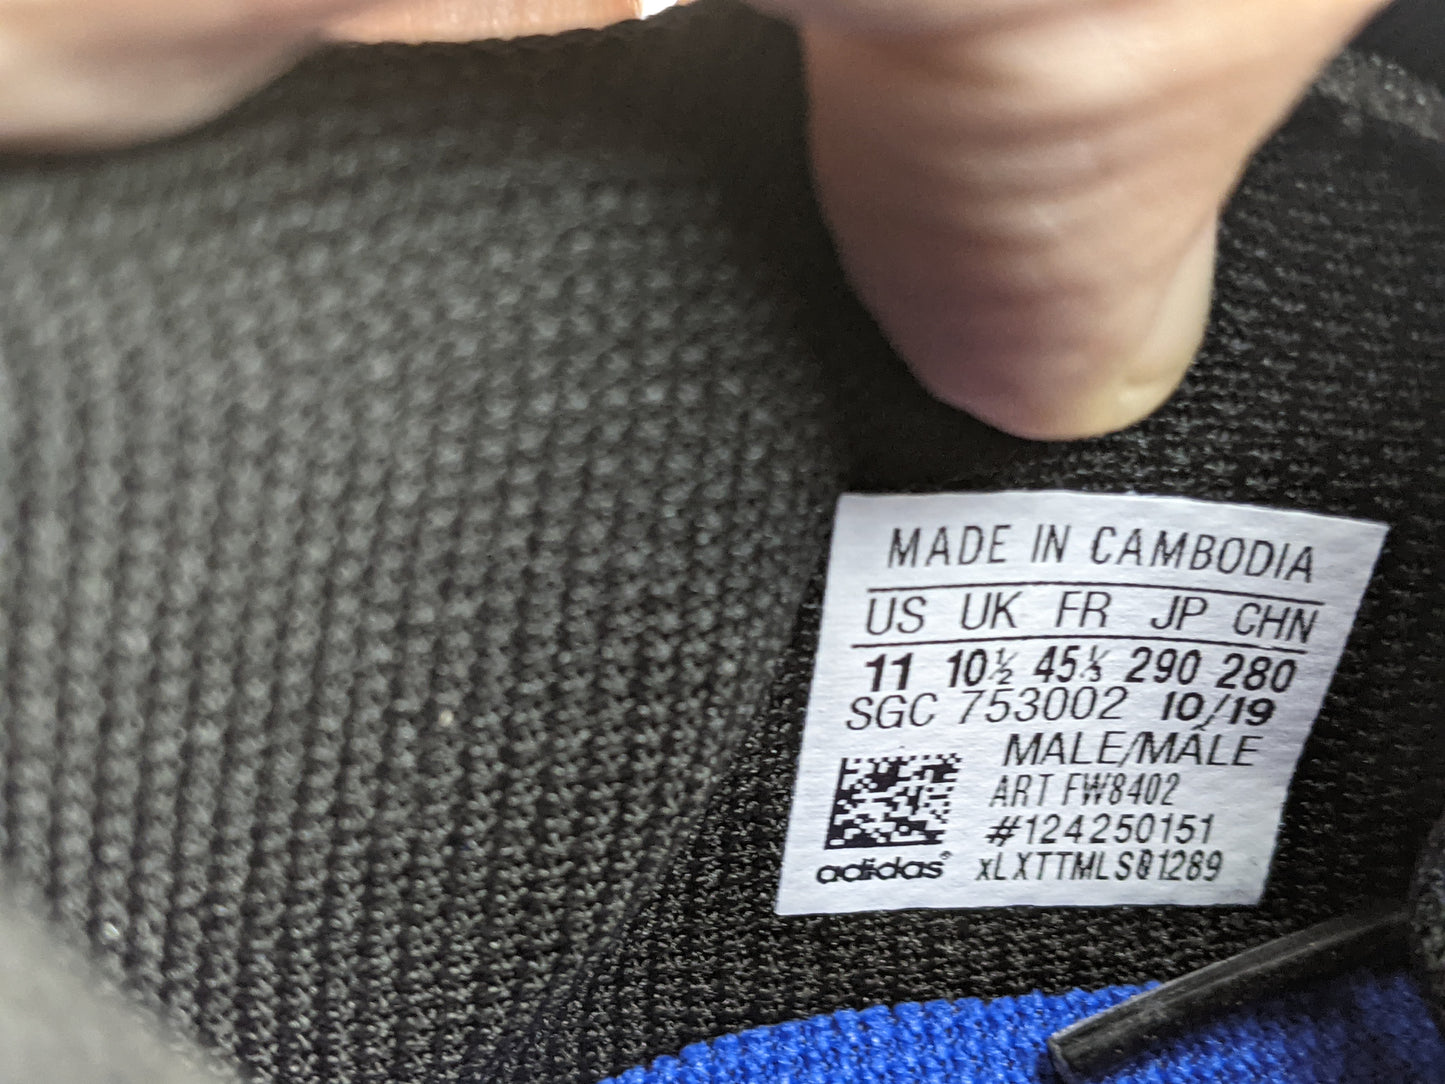 MADE IN CAMBODIA
US UK FR JP CHN
11 10½ 45⅓ 290 280
SGC 753002 10/19
MALE/MÂLE
ART FW8402
#124250151
adidas® xLXTTMLS01289